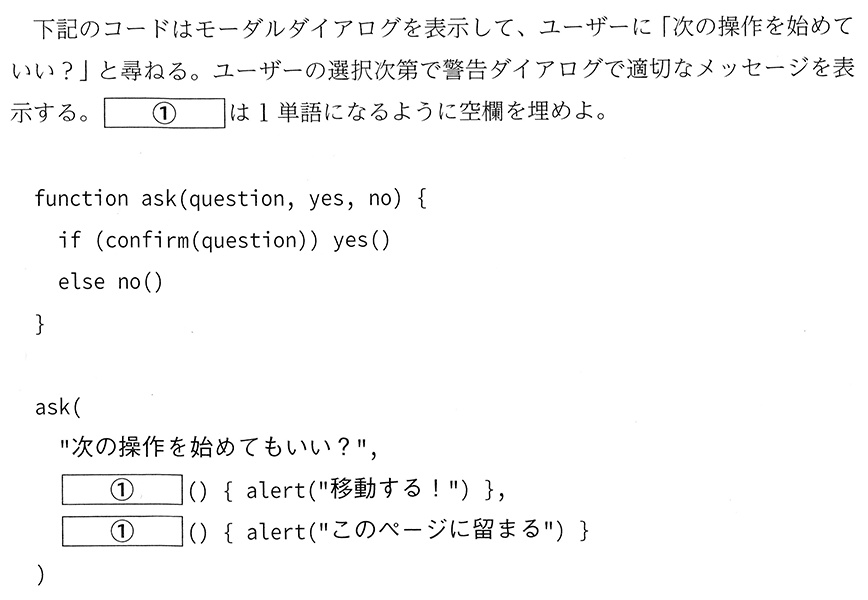 下記のコードはモーダルダイアログを表示して、ユーザーに「次の操作を始めて
いい？」と尋ねる。ユーザーの選択次第で警告ダイアログで適切なメッセージを表
示する。 ① は 1 単語になるように空欄を埋めよ。
function ask(question, yes, no) {
if (confirm(question)) yes()
else no()
}
ask(
"次の操作を始めてもいい？",
① () { alert("移動する！") },
① () { alert("このページに留まる") }
)